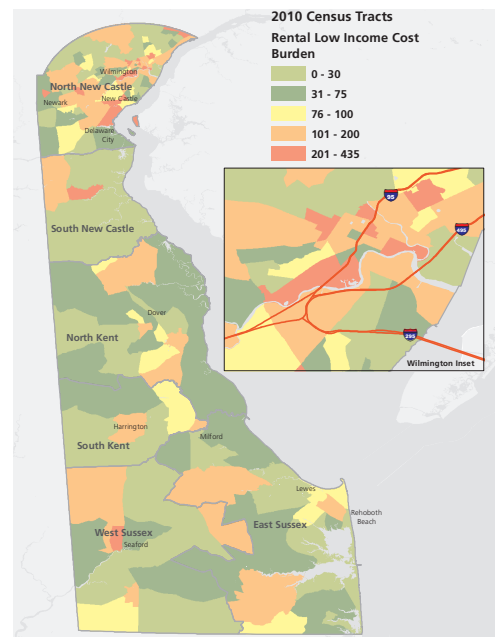 2010 Census Tracts
Rental Low Income Cost
Burden
0 - 30
31 - 75
76 - 100
101 - 200
201 - 435
Wilmington
North New Castle
New Castle
Newark
Delaware
City
South New Castle
95
495
295
Wilmington Inset
Dover
North Kent
Harrington
South Kent
Milford
Lewes
Rehoboth
Beach
East Sussex
West Sussex
Seaford